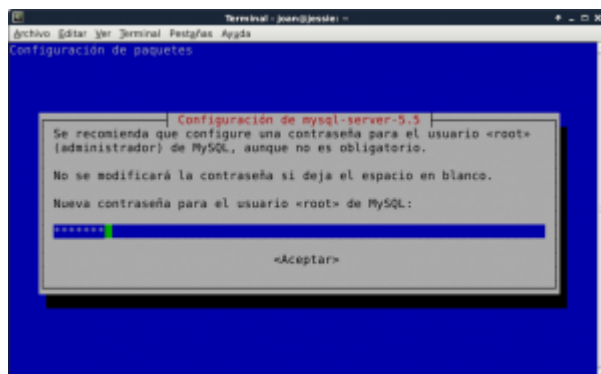 Terminal - joan@jessie: ~
Archivo Editar Ver Terminal Pestañas Ayuda
Configuración de paquetes
Configuración de mysql-server-5.5
Se recomienda que configure una contraseña para el usuario «root»
(administrador) de MySQL, aunque no es obligatorio.
No se modificará la contraseña si deja el espacio en blanco.
Nueva contraseña para el usuario «root» de MySQL:
*******
<Aceptar>